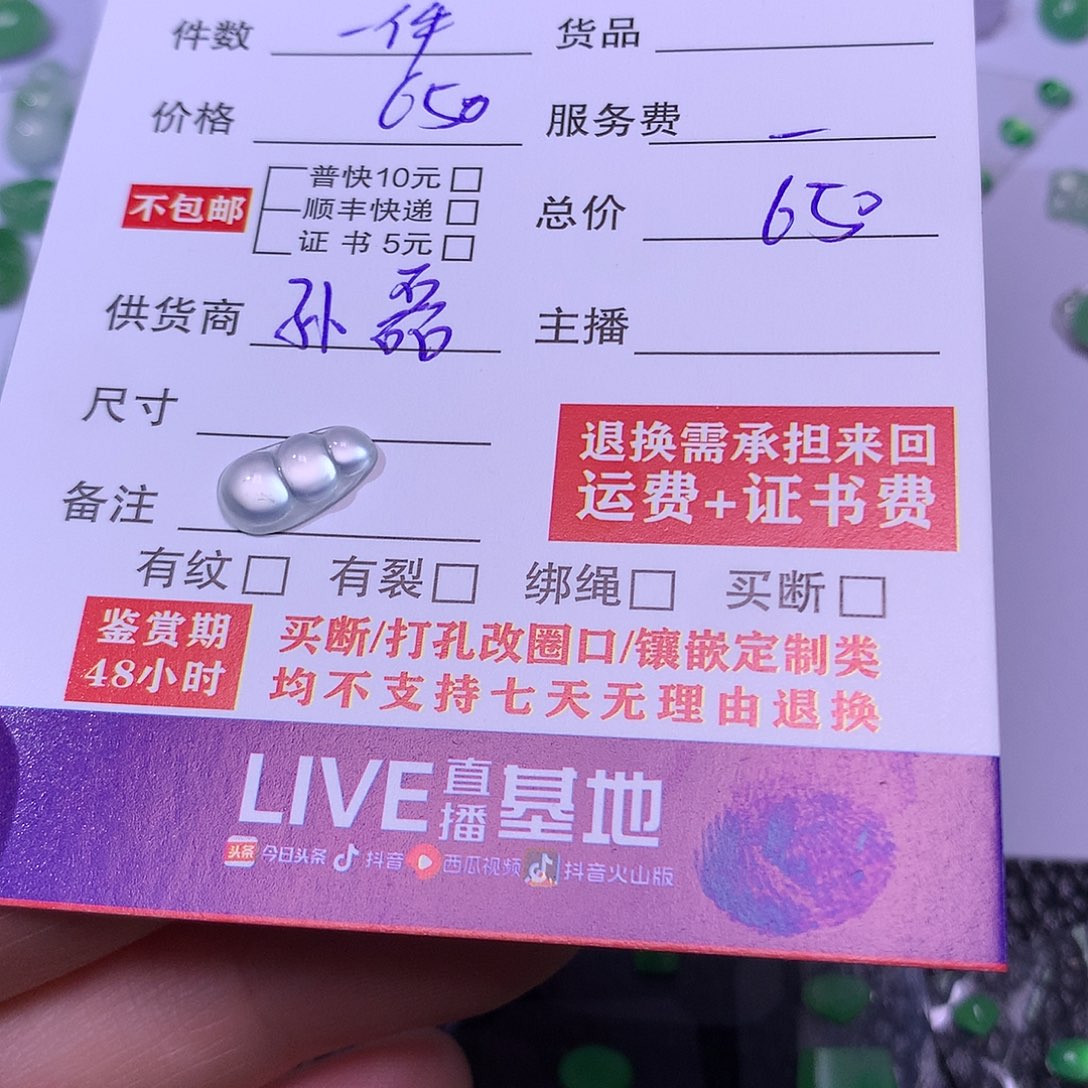 件数 一件 货品
价格 650 服务费 —
普快10元
不包邮 顺丰快递 总价 650
证书 5元
供货商 孙磊 主播
尺寸
退换需承担来回
备注 运费+证书费
有纹 有裂 绑绳 买断
鉴赏期 买断/打孔改圈口/镶嵌定制类
48小时 均不支持七天无理由退换
LIVE 直播 基地
头条 今日头条 抖音 西瓜视频 抖音火山版